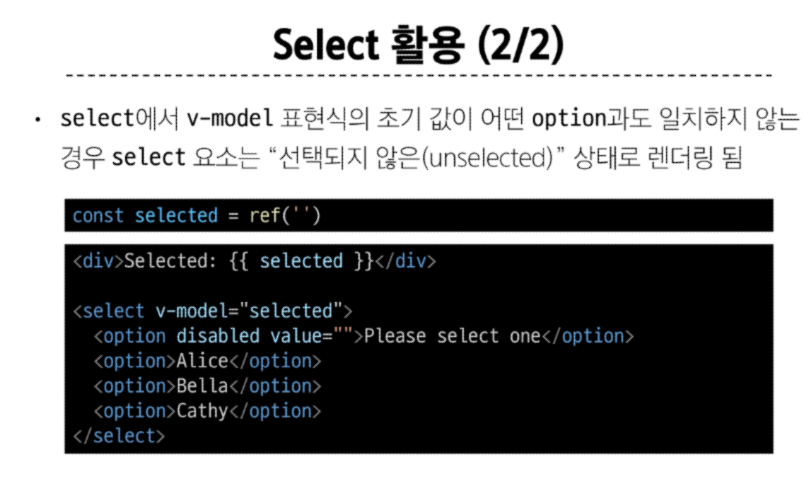 Select 활용 (2/2)
• select에서 v-model 표현식의 초기 값이 어떤 option과도 일치하지 않는
경우 select 요소는 “선택되지 않은(unselected)” 상태로 렌더링 됨
const selected = ref('')
<div>Selected: {{ selected }}</div>
<select v-model="selected">
  <option disabled value="">Please select one</option>
  <option>Alice</option>
  <option>Bella</option>
  <option>Cathy</option>
</select>